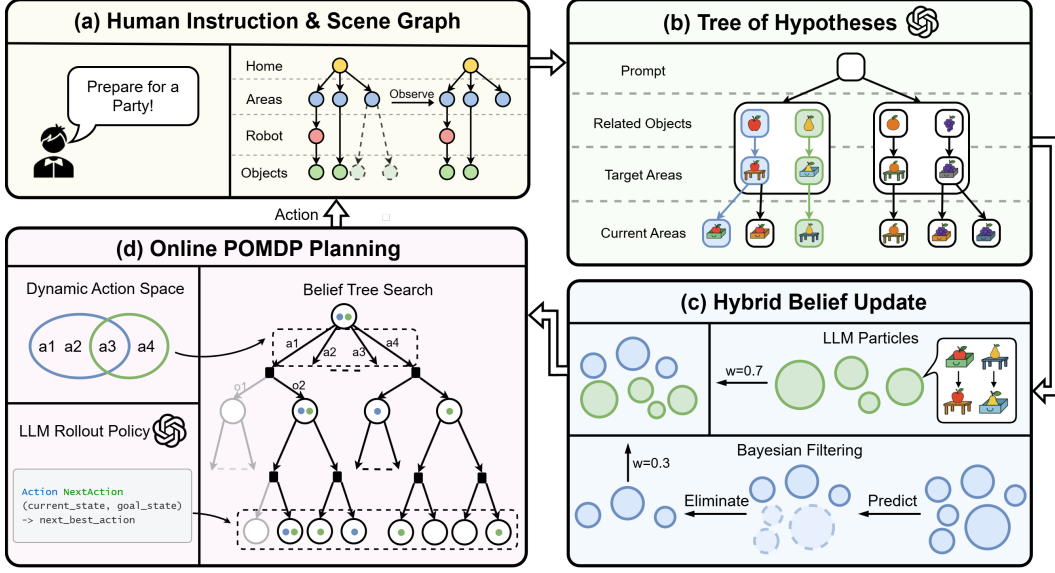 (a) Human Instruction & Scene Graph
Prepare for a
Party!
Home
Areas
Observe
Robot
Objects
(b) Tree of Hypotheses
Prompt
Related Objects
Target Areas
Current Areas
(c) Hybrid Belief Update
LLM Particles
w=0.7
Bayesian Filtering
w=0.3
Eliminate
Predict
Action
(d) Online POMDP Planning
Dynamic Action Space
a1 a2 a3 a4
Belief Tree Search
a1
a2
a3
a4
o1
o2
LLM Rollout Policy
Action NextAction
(current_state, goal_state)
-> next_best_action